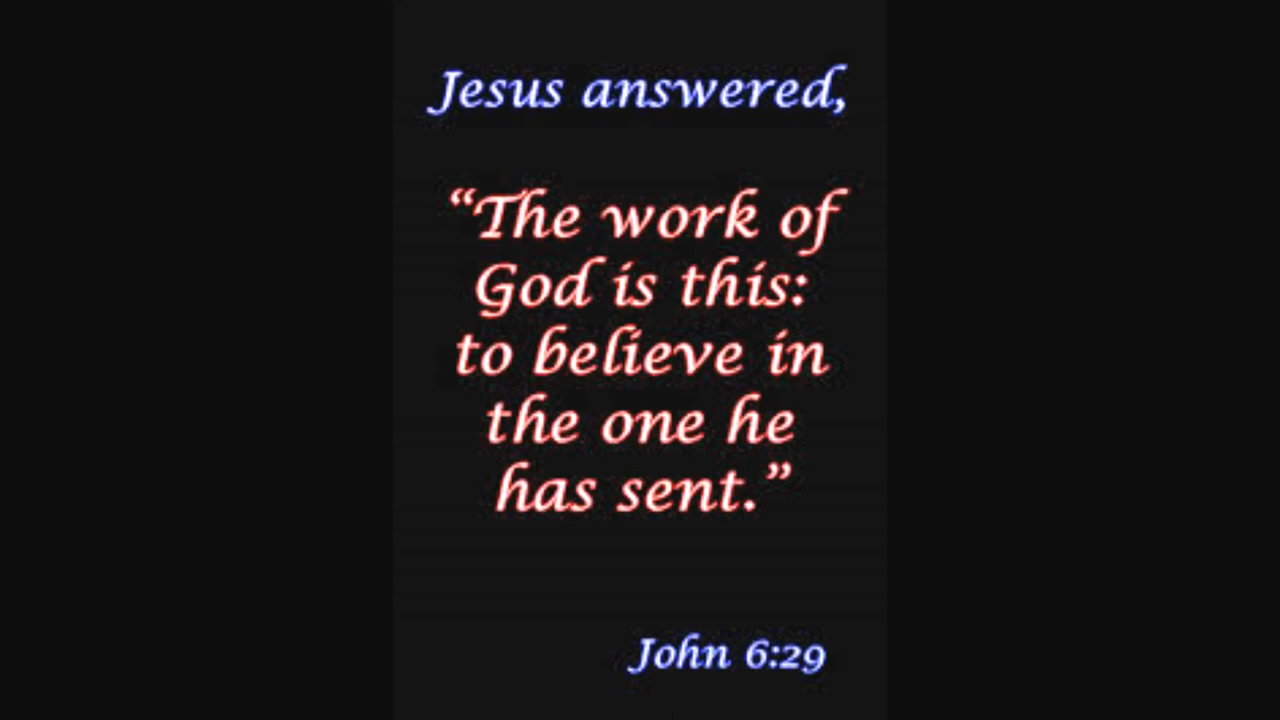 Jesus answered,
“The work of
God is this:
to believe in
the one he
has sent.”
John 6:29